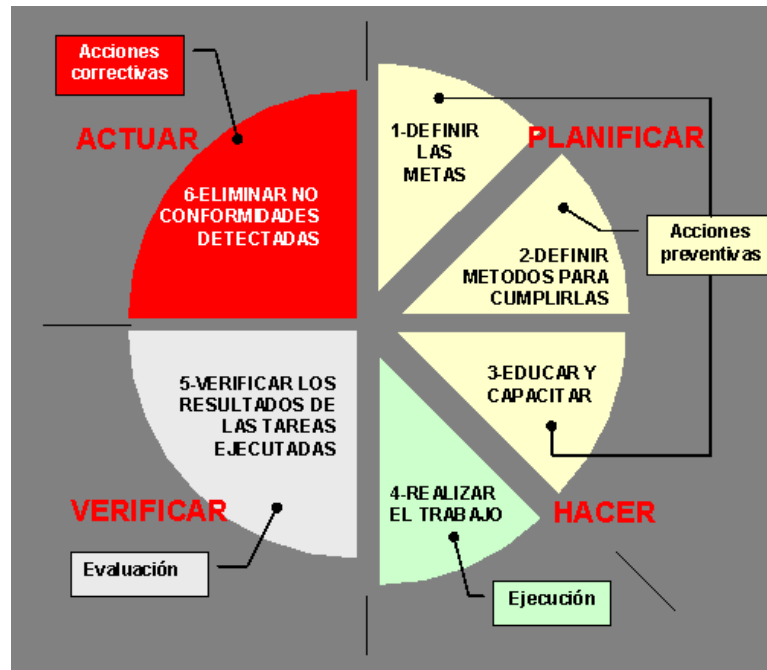 Acciones
correctivas
ACTUAR
6-ELIMINAR NO
CONFORMIDADES
DETECTADAS
1-DEFINIR
LAS
METAS
PLANIFICAR
2-DEFINIR
METODOS PARA
CUMPLIRLAS
Acciones
preventivas
3-EDUCAR Y
CAPACITAR
HACER
4-REALIZAR
EL TRABAJO
Ejecución
5-VERIFICAR LOS
RESULTADOS DE
LAS TAREAS
EJECUTADAS
VERIFICAR
Evaluación